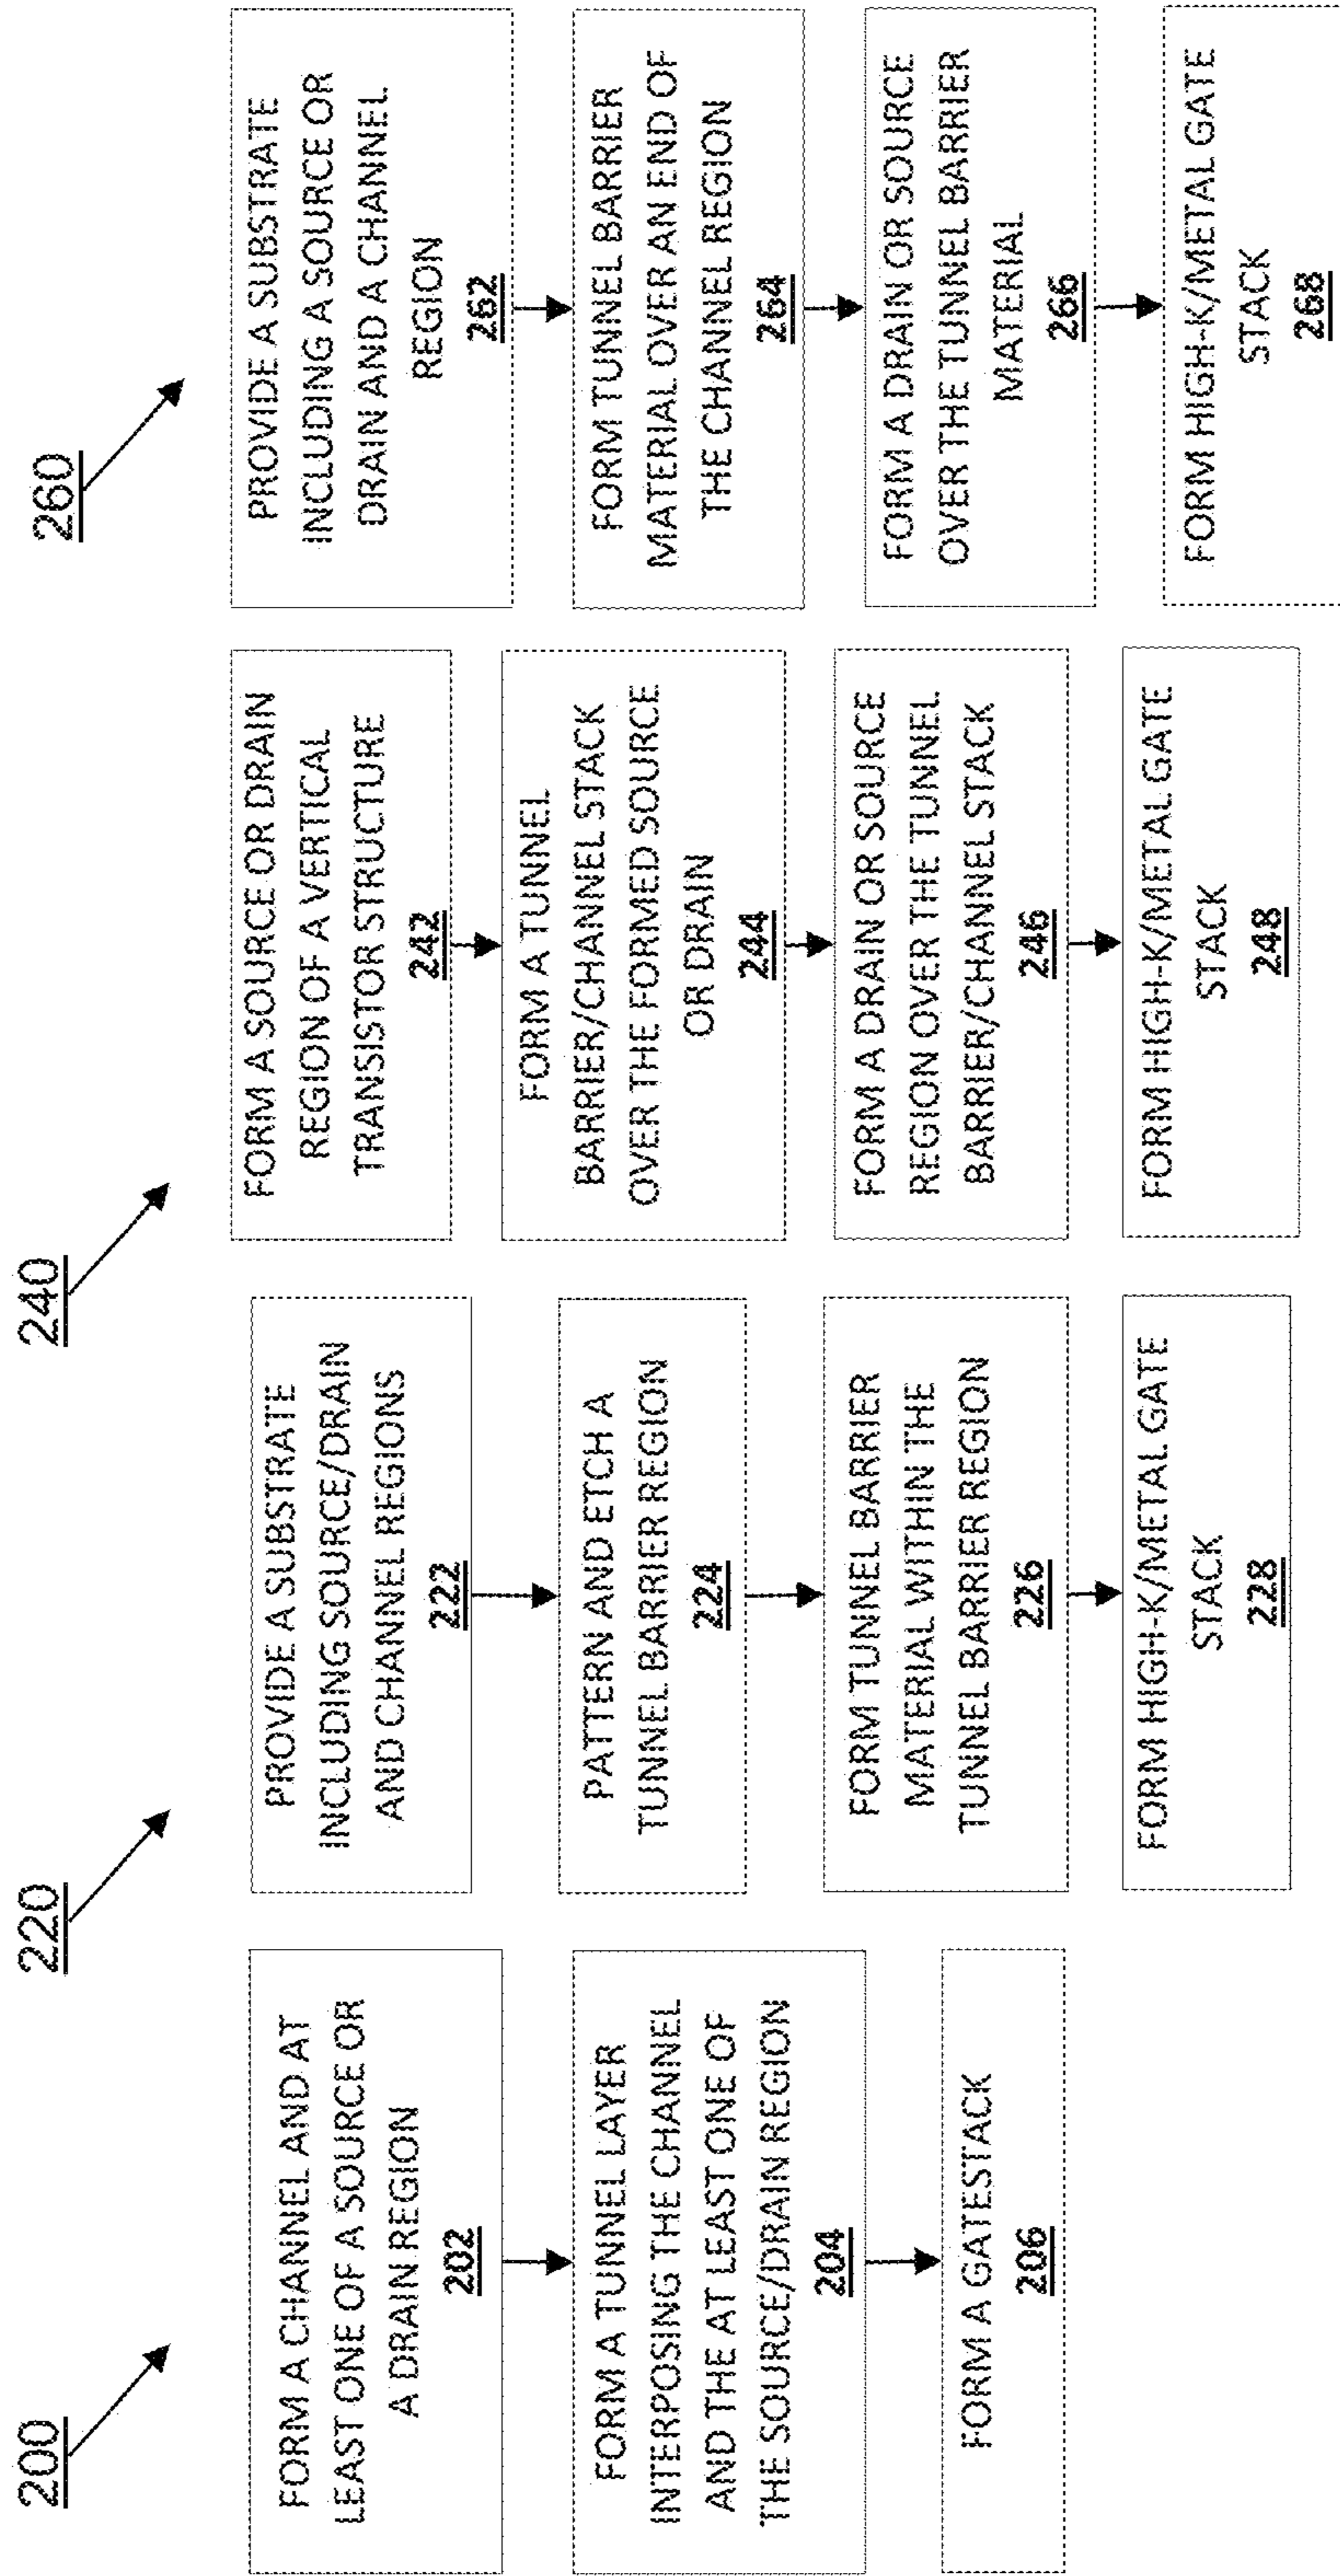 200
FORM A CHANNEL AND AT
LEAST ONE OF A SOURCE OR
A DRAIN REGION
202
FORM A TUNNEL LAYER
INTERPOSING THE CHANNEL
AND THE AT LEAST ONE OF
THE SOURCE/DRAIN REGION
204
FORM A GATESTACK
206
220
PROVIDE A SUBSTRATE
INCLUDING SOURCE/DRAIN
AND CHANNEL REGIONS
222
PATTERN AND ETCH A
TUNNEL BARRIER REGION
224
FORM TUNNEL BARRIER
MATERIAL WITHIN THE
TUNNEL BARRIER REGION
226
FORM HIGH-K/METAL GATE
STACK
228
240
FORM A SOURCE OR DRAIN
REGION OF A VERTICAL
TRANSISTOR STRUCTURE
242
FORM A TUNNEL
BARRIER/CHANNEL STACK
OVER THE FORMED SOURCE
OR DRAIN
244
FORM A DRAIN OR SOURCE
REGION OVER THE TUNNEL
BARRIER/CHANNEL STACK
246
FORM HIGH-K/METAL GATE
STACK
248
260
PROVIDE A SUBSTRATE
INCLUDING A SOURCE OR
DRAIN AND A CHANNEL
REGION
262
FORM TUNNEL BARRIER
MATERIAL OVER AN END OF
THE CHANNEL REGION
264
FORM A DRAIN OR SOURCE
OVER THE TUNNEL BARRIER
MATERIAL
266
FORM HIGH-K/METAL GATE
STACK
268